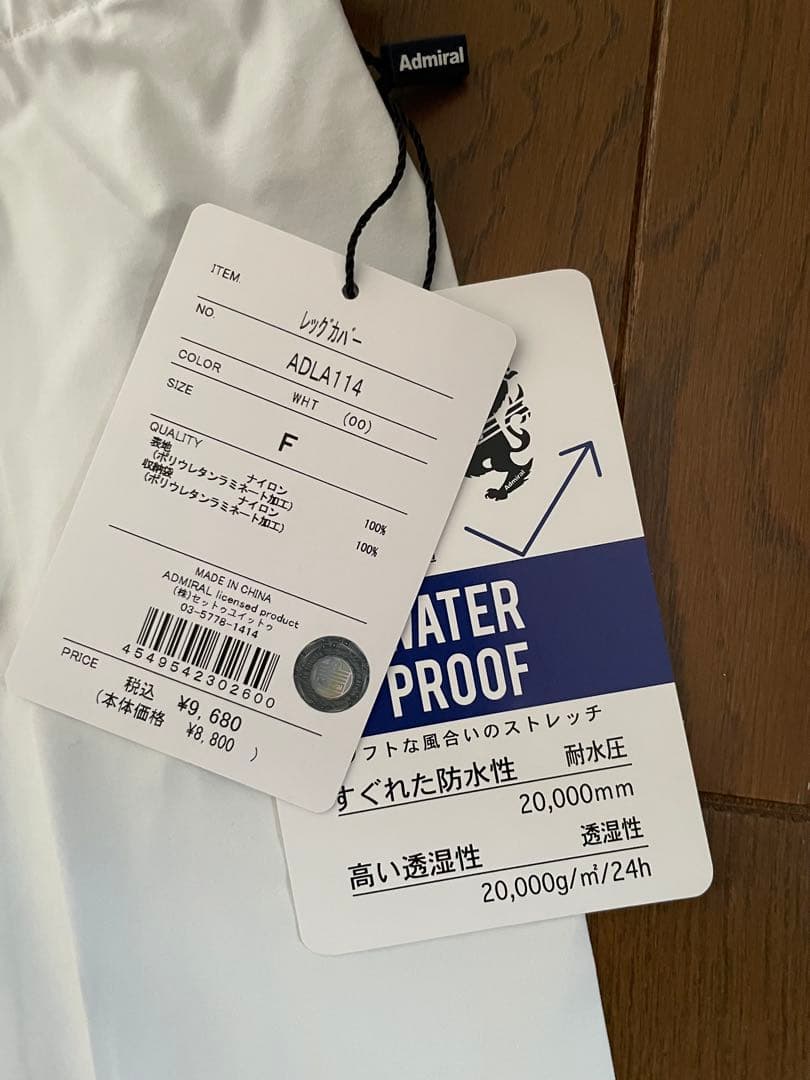 Admiral
ITEM.
レッグカバー
NO.
ADLA114
COLOR
WHT (00)
SIZE
F
QUALITY
表地
ナイロン 100%
(ポリウレタンラミネート加工)
収納袋
ナイロン 100%
(ポリウレタンラミネート加工)
MADE IN CHINA
ADMIRAL licensed product
(株)セットゥユイットゥ
03-5778-1414
4549542302600
PRICE
税込 ¥9,680
(本体価格 ¥8,800 )
Admiral
WATER
PROOF
フトな風合いのストレッチ
すぐれた防水性 耐水圧
20,000mm
高い透湿性 透湿性
20,000g/㎡/24h